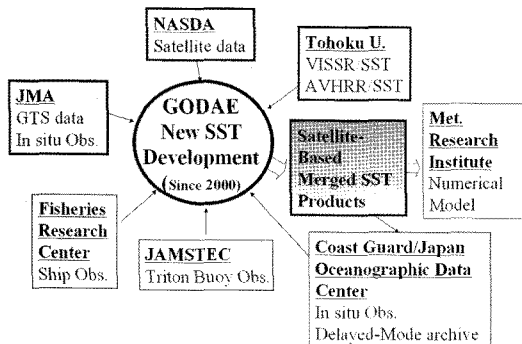 NASDA
Satellite data
Tohoku U.
VISSR/SST
AVHRR/SST
JMA
GTS data
In situ Obs.
GODAE
New SST
Development
(Since 2000)
Satellite-
Based
Merged SST
Products
Met.
Research
Institute
Numerical
Model
Fisheries
Research
Center
Ship Obs.
JAMSTEC
Triton Buoy Obs.
Coast Guard/Japan
Oceanographic Data
Center
In situ Obs.
Delayed-Mode archive